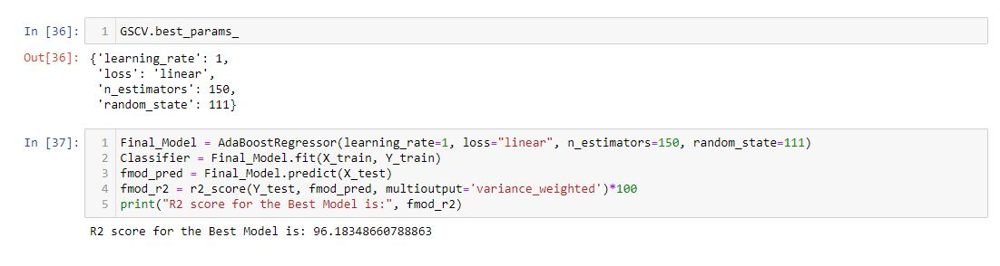 In [36]: 1 GSCV.best_params_
Out[36]: {'learning_rate': 1,
'loss': 'linear',
'n_estimators': 150,
'random_state': 111}
In [37]: 1 Final_Model = AdaBoostRegressor(learning_rate=1, loss="linear", n_estimators=150, random_state=111)
2 Classifier = Final_Model.fit(X_train, Y_train)
3 fmod_pred = Final_Model.predict(X_test)
4 fmod_r2 = r2_score(Y_test, fmod_pred, multioutput='variance_weighted')*100
5 print("R2 score for the Best Model is:", fmod_r2)
R2 score for the Best Model is: 96.18348660788863